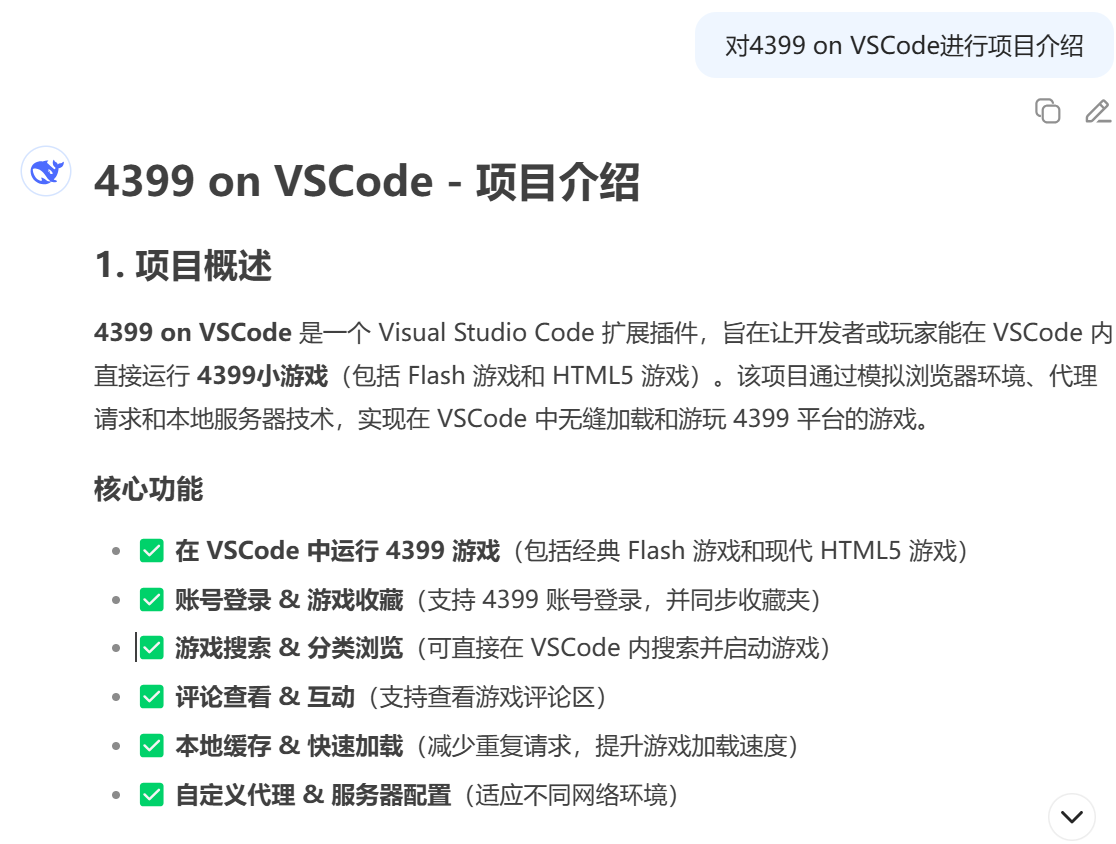 对4399 on VSCode进行项目介绍
4399 on VSCode - 项目介绍
1. 项目概述
4399 on VSCode 是一个 Visual Studio Code 扩展插件，旨在让开发者或玩家能在 VSCode 内
直接运行 4399小游戏（包括 Flash 游戏和 HTML5 游戏）。该项目通过模拟浏览器环境、代理
请求和本地服务器技术，实现在 VSCode 中无缝加载和游玩 4399 平台的游戏。
核心功能
• ✅ 在 VSCode 中运行 4399 游戏（包括经典 Flash 游戏和现代 HTML5 游戏）
• ✅ 账号登录 & 游戏收藏（支持 4399 账号登录，并同步收藏夹）
• ✅ 游戏搜索 & 分类浏览（可直接在 VSCode 内搜索并启动游戏）
• ✅ 评论查看 & 互动（支持查看游戏评论区）
• ✅ 本地缓存 & 快速加载（减少重复请求，提升游戏加载速度）
• ✅ 自定义代理 & 服务器配置（适应不同网络环境）